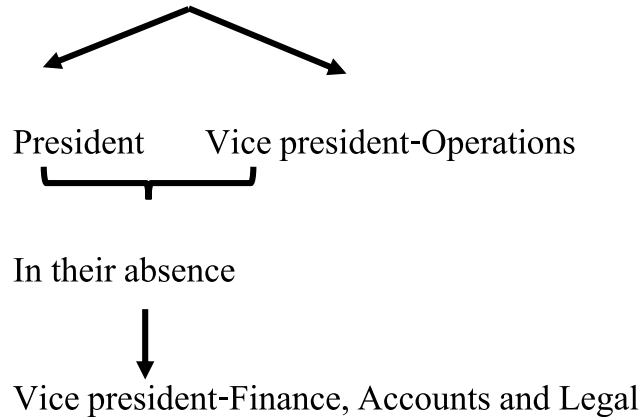 President Vice president-Operations
In their absence
Vice president-Finance, Accounts and Legal